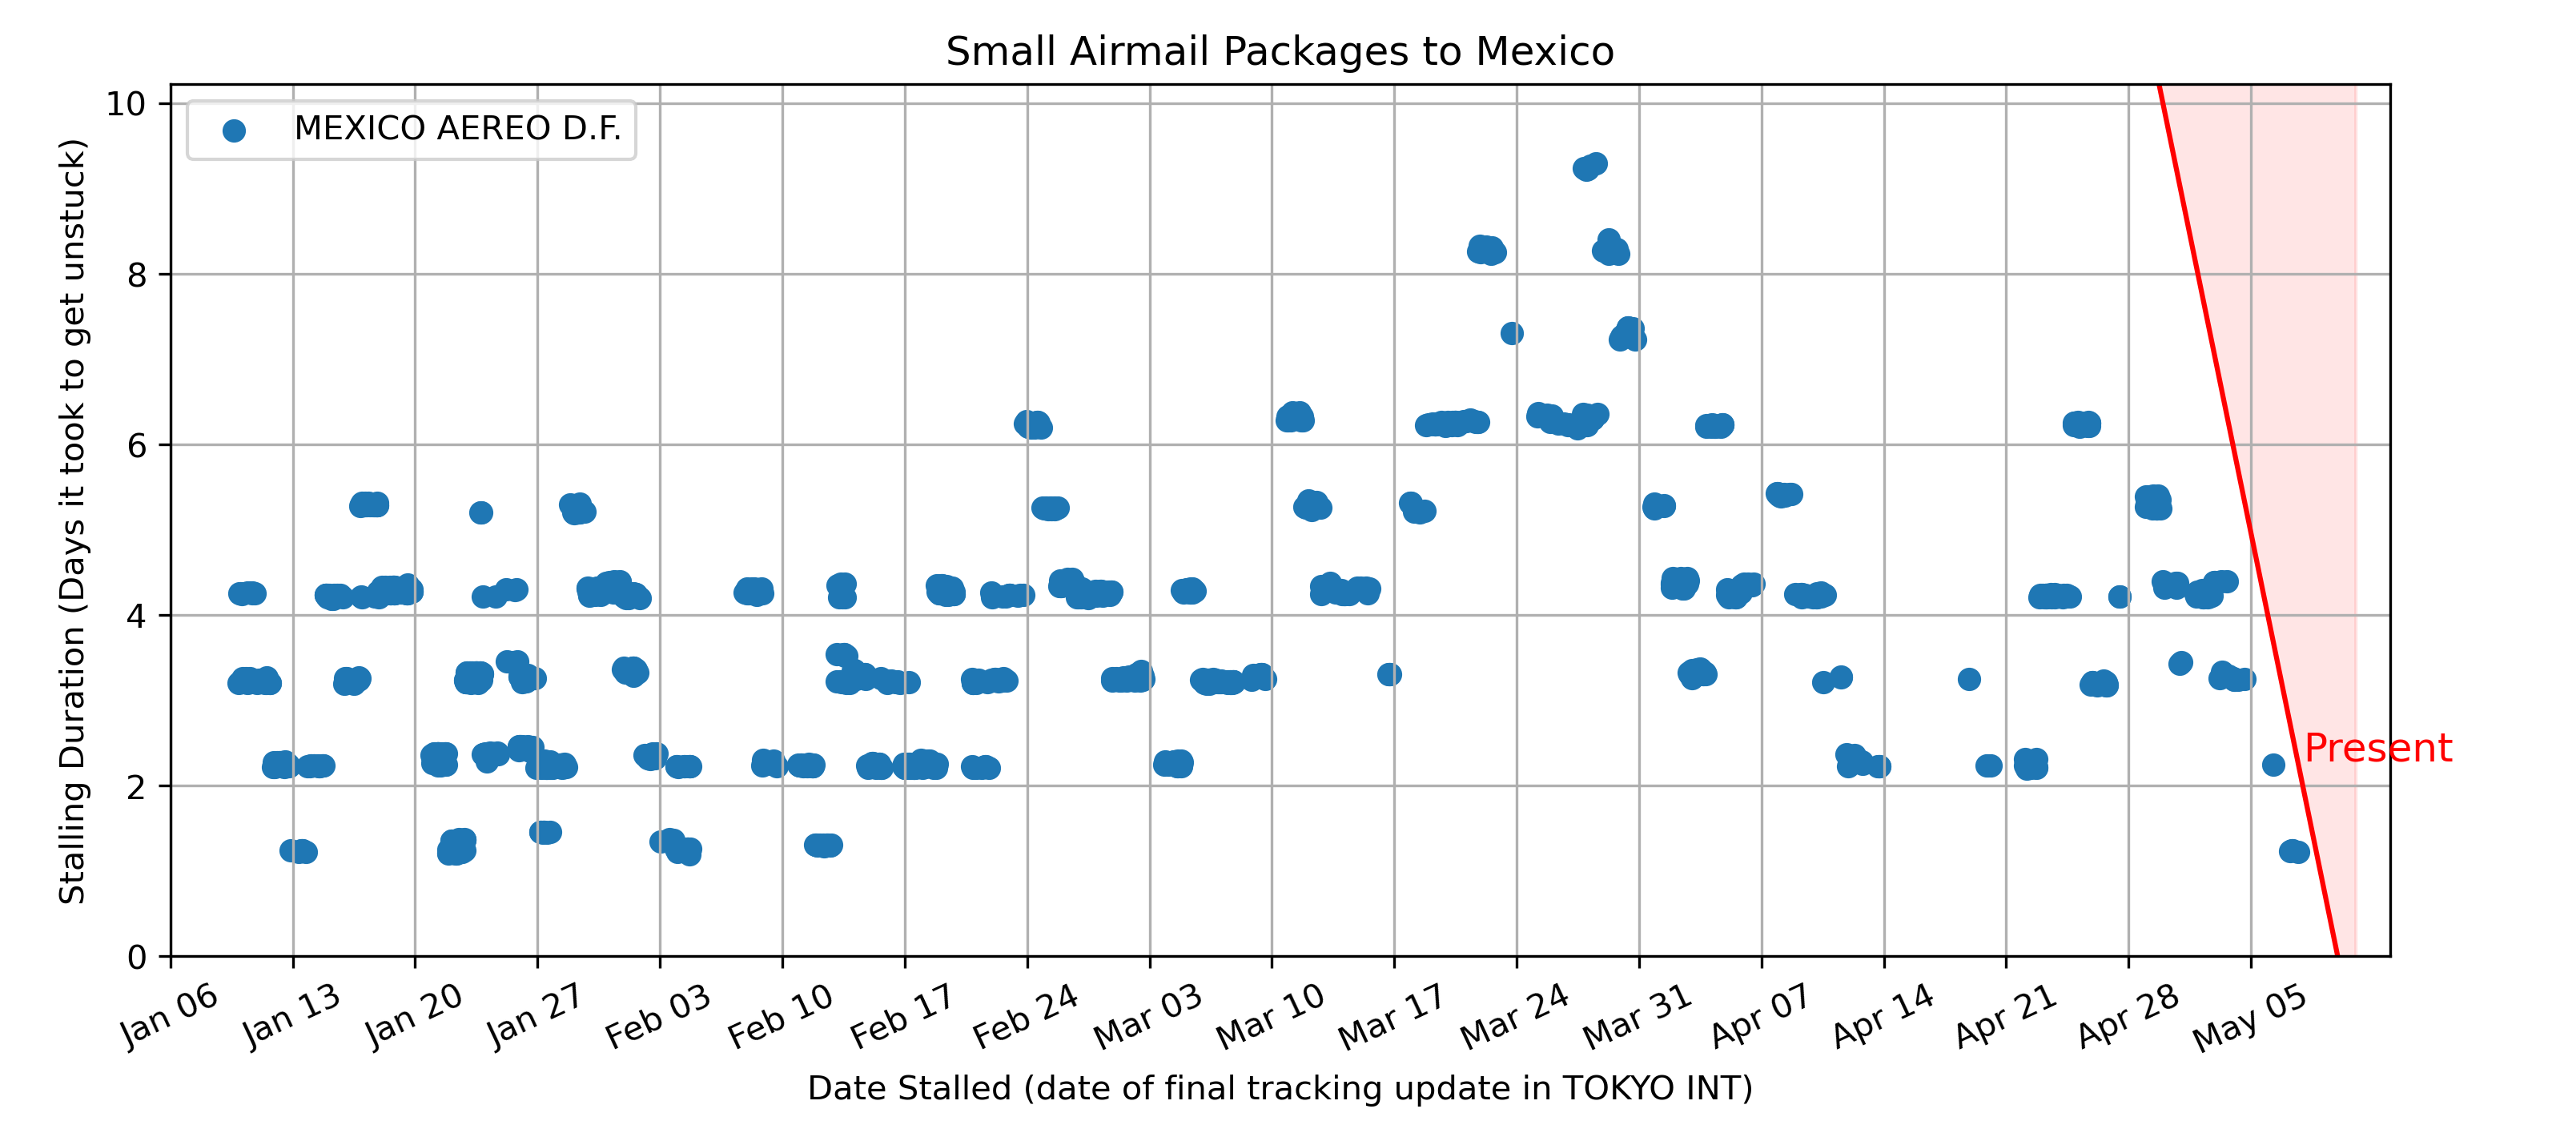 Small Airmail Packages to Mexico
MEXICO AEREO D.F.
Stalling Duration (Days it took to get unstuck)
10
8
6
4
2
0
Present
Jan 06
Jan 13
Jan 20
Jan 27
Feb 03
Feb 10
Feb 17
Feb 24
Mar 03
Mar 10
Mar 17
Mar 24
Mar 31
Apr 07
Apr 14
Apr 21
Apr 28
May 05
Date Stalled (date of final tracking update in TOKYO INT)